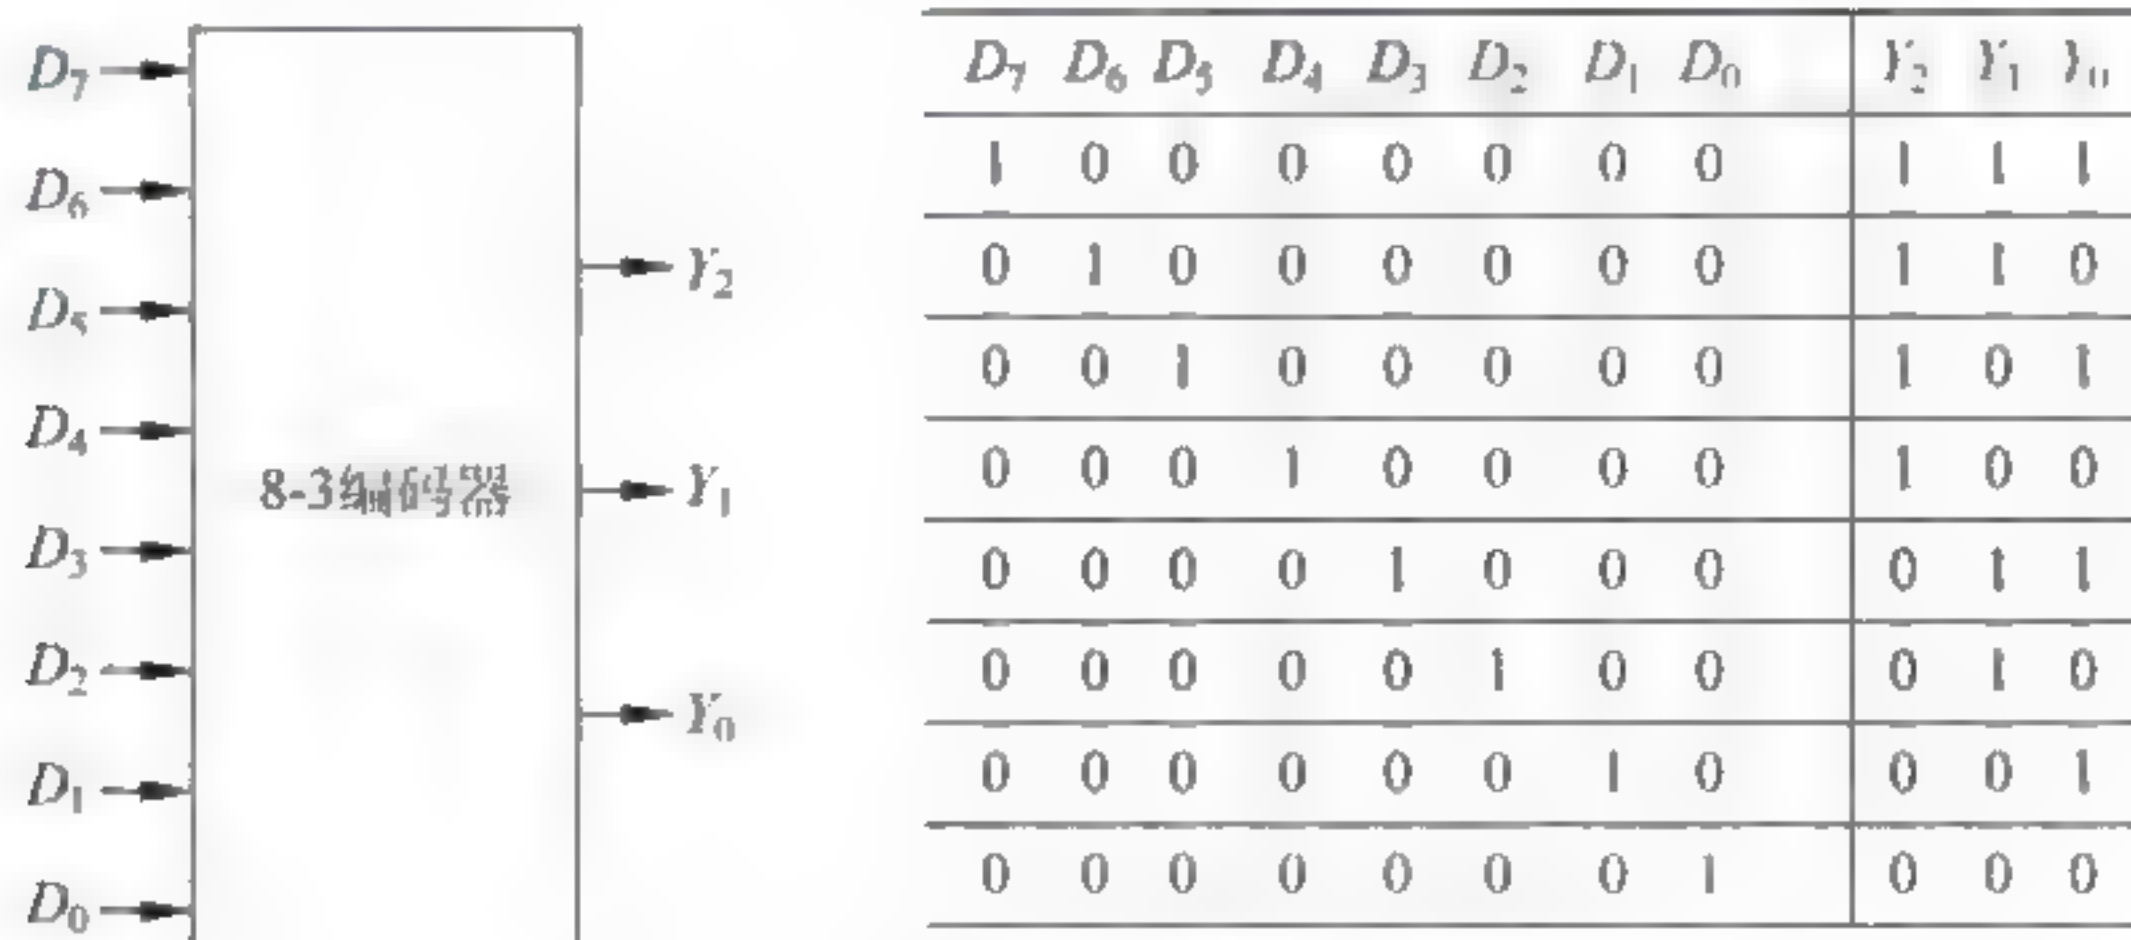 D7
D6
D5
D4
D3
D2
D1
D0
8-3编码器
Y2
Y1
Y0
D7 D6 D5 D4 D3 D2 D1 D0 Y2 Y1 Y0
1 0 0 0 0 0 0 0 1 1 1
0 1 0 0 0 0 0 0 1 1 0
0 0 1 0 0 0 0 0 1 0 1
0 0 0 1 0 0 0 0 1 0 0
0 0 0 0 1 0 0 0 0 1 1
0 0 0 0 0 1 0 0 0 1 0
0 0 0 0 0 0 1 0 0 0 1
0 0 0 0 0 0 0 1 0 0 0